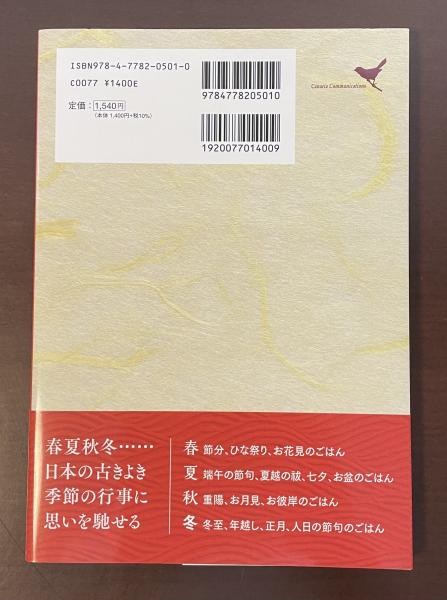 ISBN978-4-7782-0501-0
C0077 ¥1400E
定価：1,540円
(本体 1,400円+税10%)
9784778205010
1920077014009
Canaria Communications
春夏秋冬……
日本の古きよき
季節の行事に
思いを馳せる
春 節分、ひな祭り、お花見のごはん
夏 端午の節句、夏越の祓、七夕、お盆のごはん
秋 重陽、お月見、お彼岸のごはん
冬 冬至、年越し、正月、人日の節句のごはん